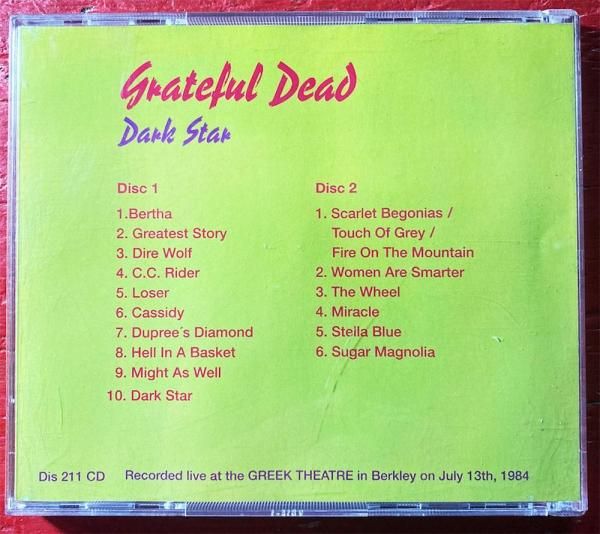 Grateful Dead
Dark Star
Disc 1
1.Bertha
2. Greatest Story
3. Dire Wolf
4. C.C. Rider
5. Loser
6. Cassidy
7. Dupree´s Diamond
8. Hell In A Basket
9. Might As Well
10. Dark Star
Disc 2
1. Scarlet Begonias /
Touch Of Grey /
Fire On The Mountain
2. Women Are Smarter
3. The Wheel
4. Miracle
5. Stella Blue
6. Sugar Magnolia
Dis 211 CD Recorded live at the GREEK THEATRE in Berkley on July 13th, 1984